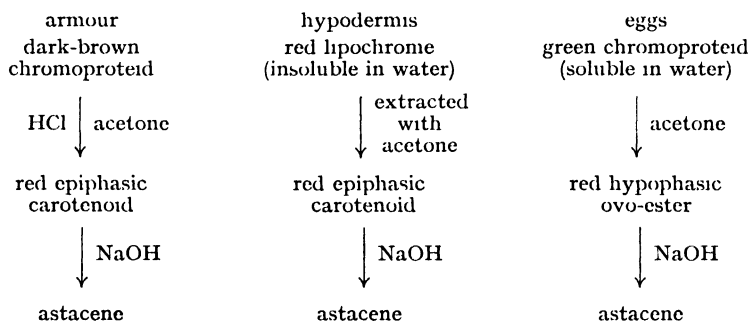 armour
dark-brown
chromoproteid
HCl acetone
red epiphasic
carotenoid
NaOH
astacene
hypodermis
red lipochrome
(insoluble in water)
extracted
with
acetone
red epiphasic
carotenoid
NaOH
astacene
eggs
green chromoproteid
(soluble in water)
acetone
red hypophasic
ovo-ester
NaOH
astacene